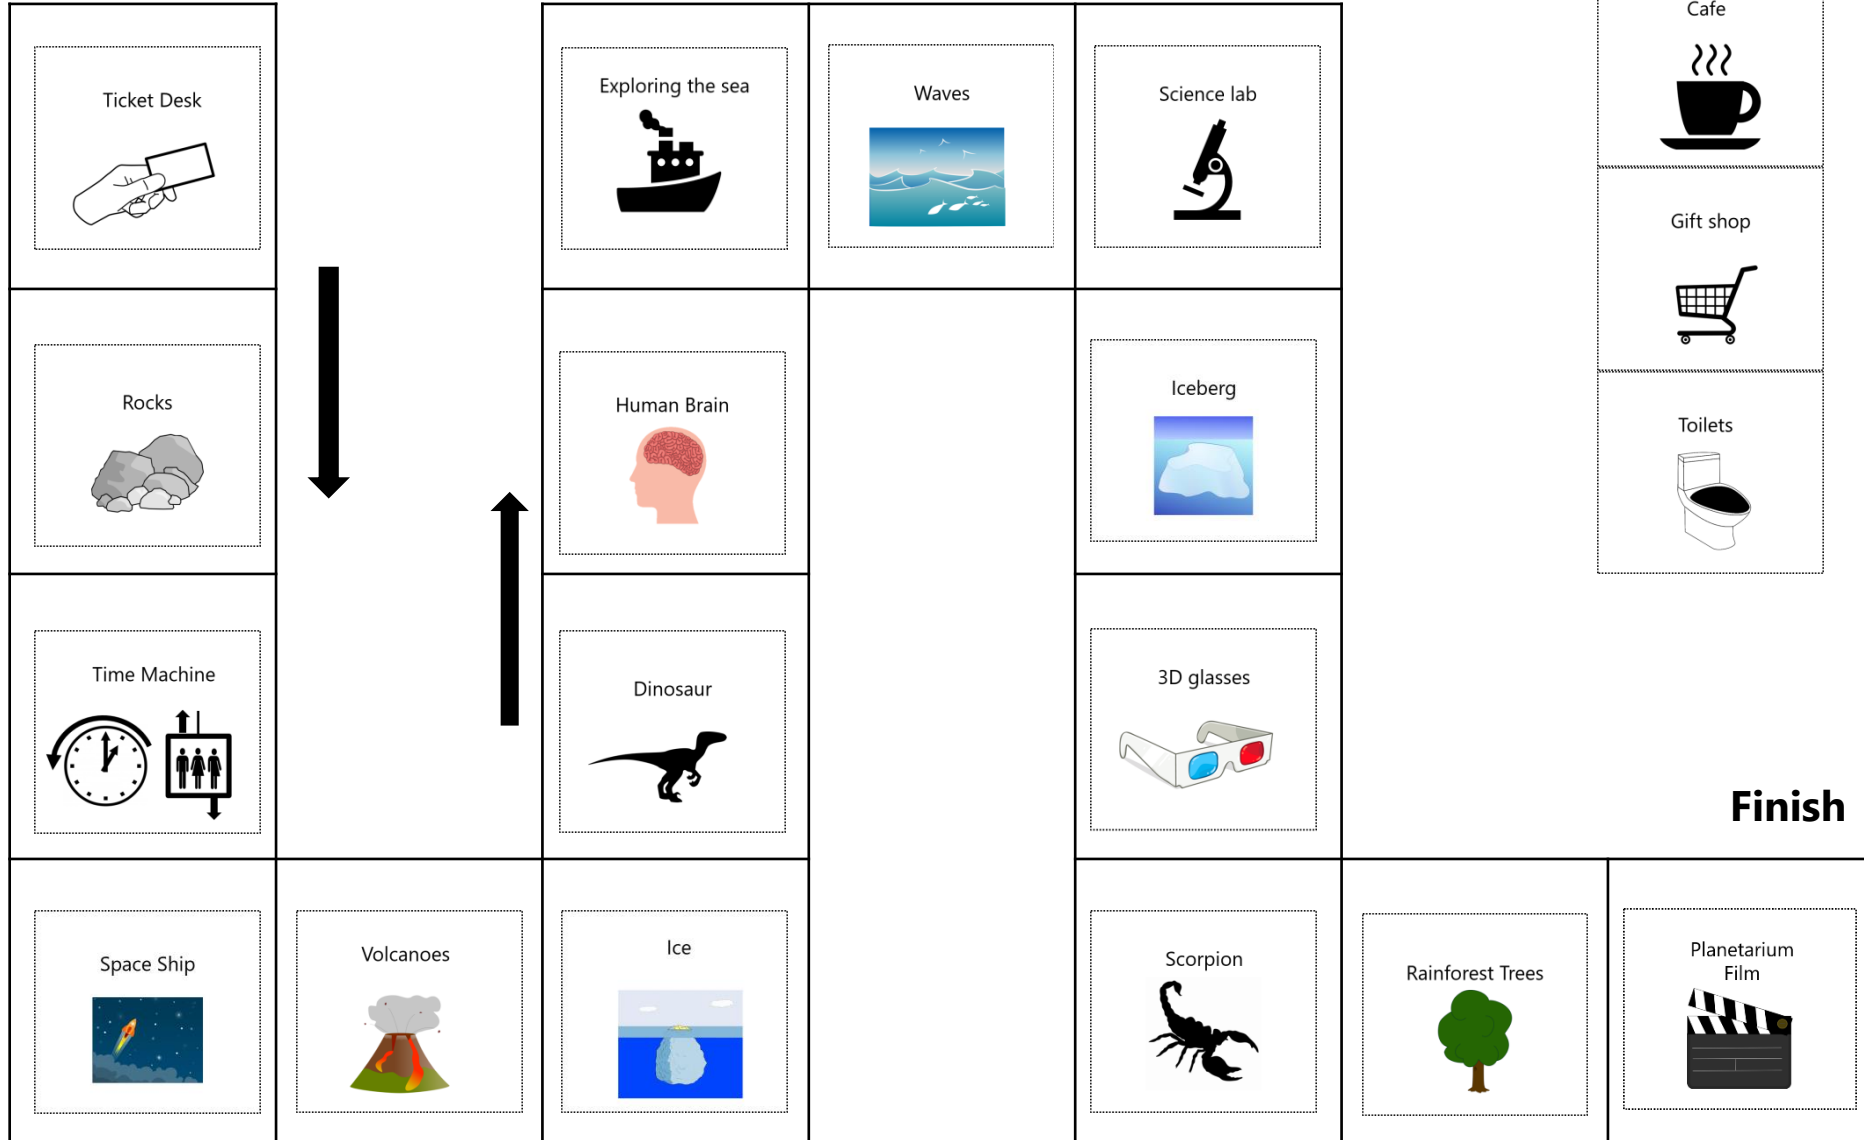 Ticket Desk
Rocks
Time Machine
Space Ship
Volcanoes
Ice
Dinosaur
Human Brain
Exploring the sea
Waves
Science lab
Iceberg
3D glasses
Scorpion
Rainforest Trees
Planetarium
Film
Finish
Cafe
Gift shop
Toilets